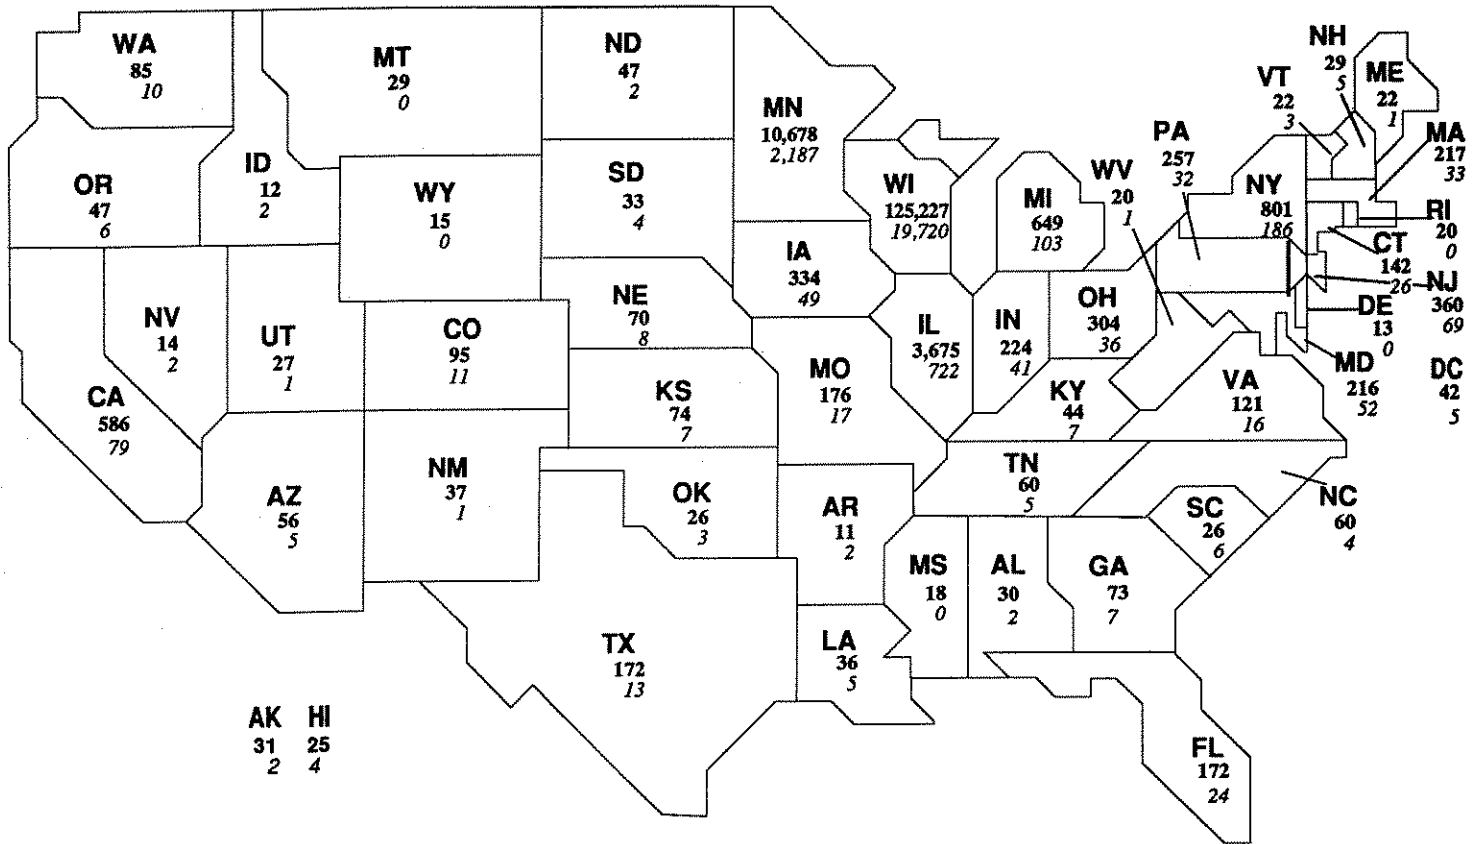 WA
85
10
MT
29
0
ND
47
2
MN
10,678
2,187
NH
29
5
VT
22
3
ME
22
1
OR
47
6
ID
12
2
WY
15
0
SD
33
4
WI
125,227
19,720
MI
649
103
WV
20
1
PA
257
32
NY
801
186
MA
217
33
RI
20
0
CT
142
26
NJ
360
69
DE
13
0
MD
216
52
DC
42
5
CA
586
79
NV
14
2
UT
27
1
CO
95
11
NE
70
8
IA
334
49
IL
3,675
722
IN
224
41
OH
304
36
KS
74
7
MO
176
17
KY
44
7
VA
121
16
AZ
56
5
NM
37
1
OK
26
3
AR
11
2
TN
60
5
NC
60
4
SC
26
6
MS
18
0
AL
30
2
GA
73
7
TX
172
13
LA
36
5
FL
172
24
AK
31
2
HI
25
4